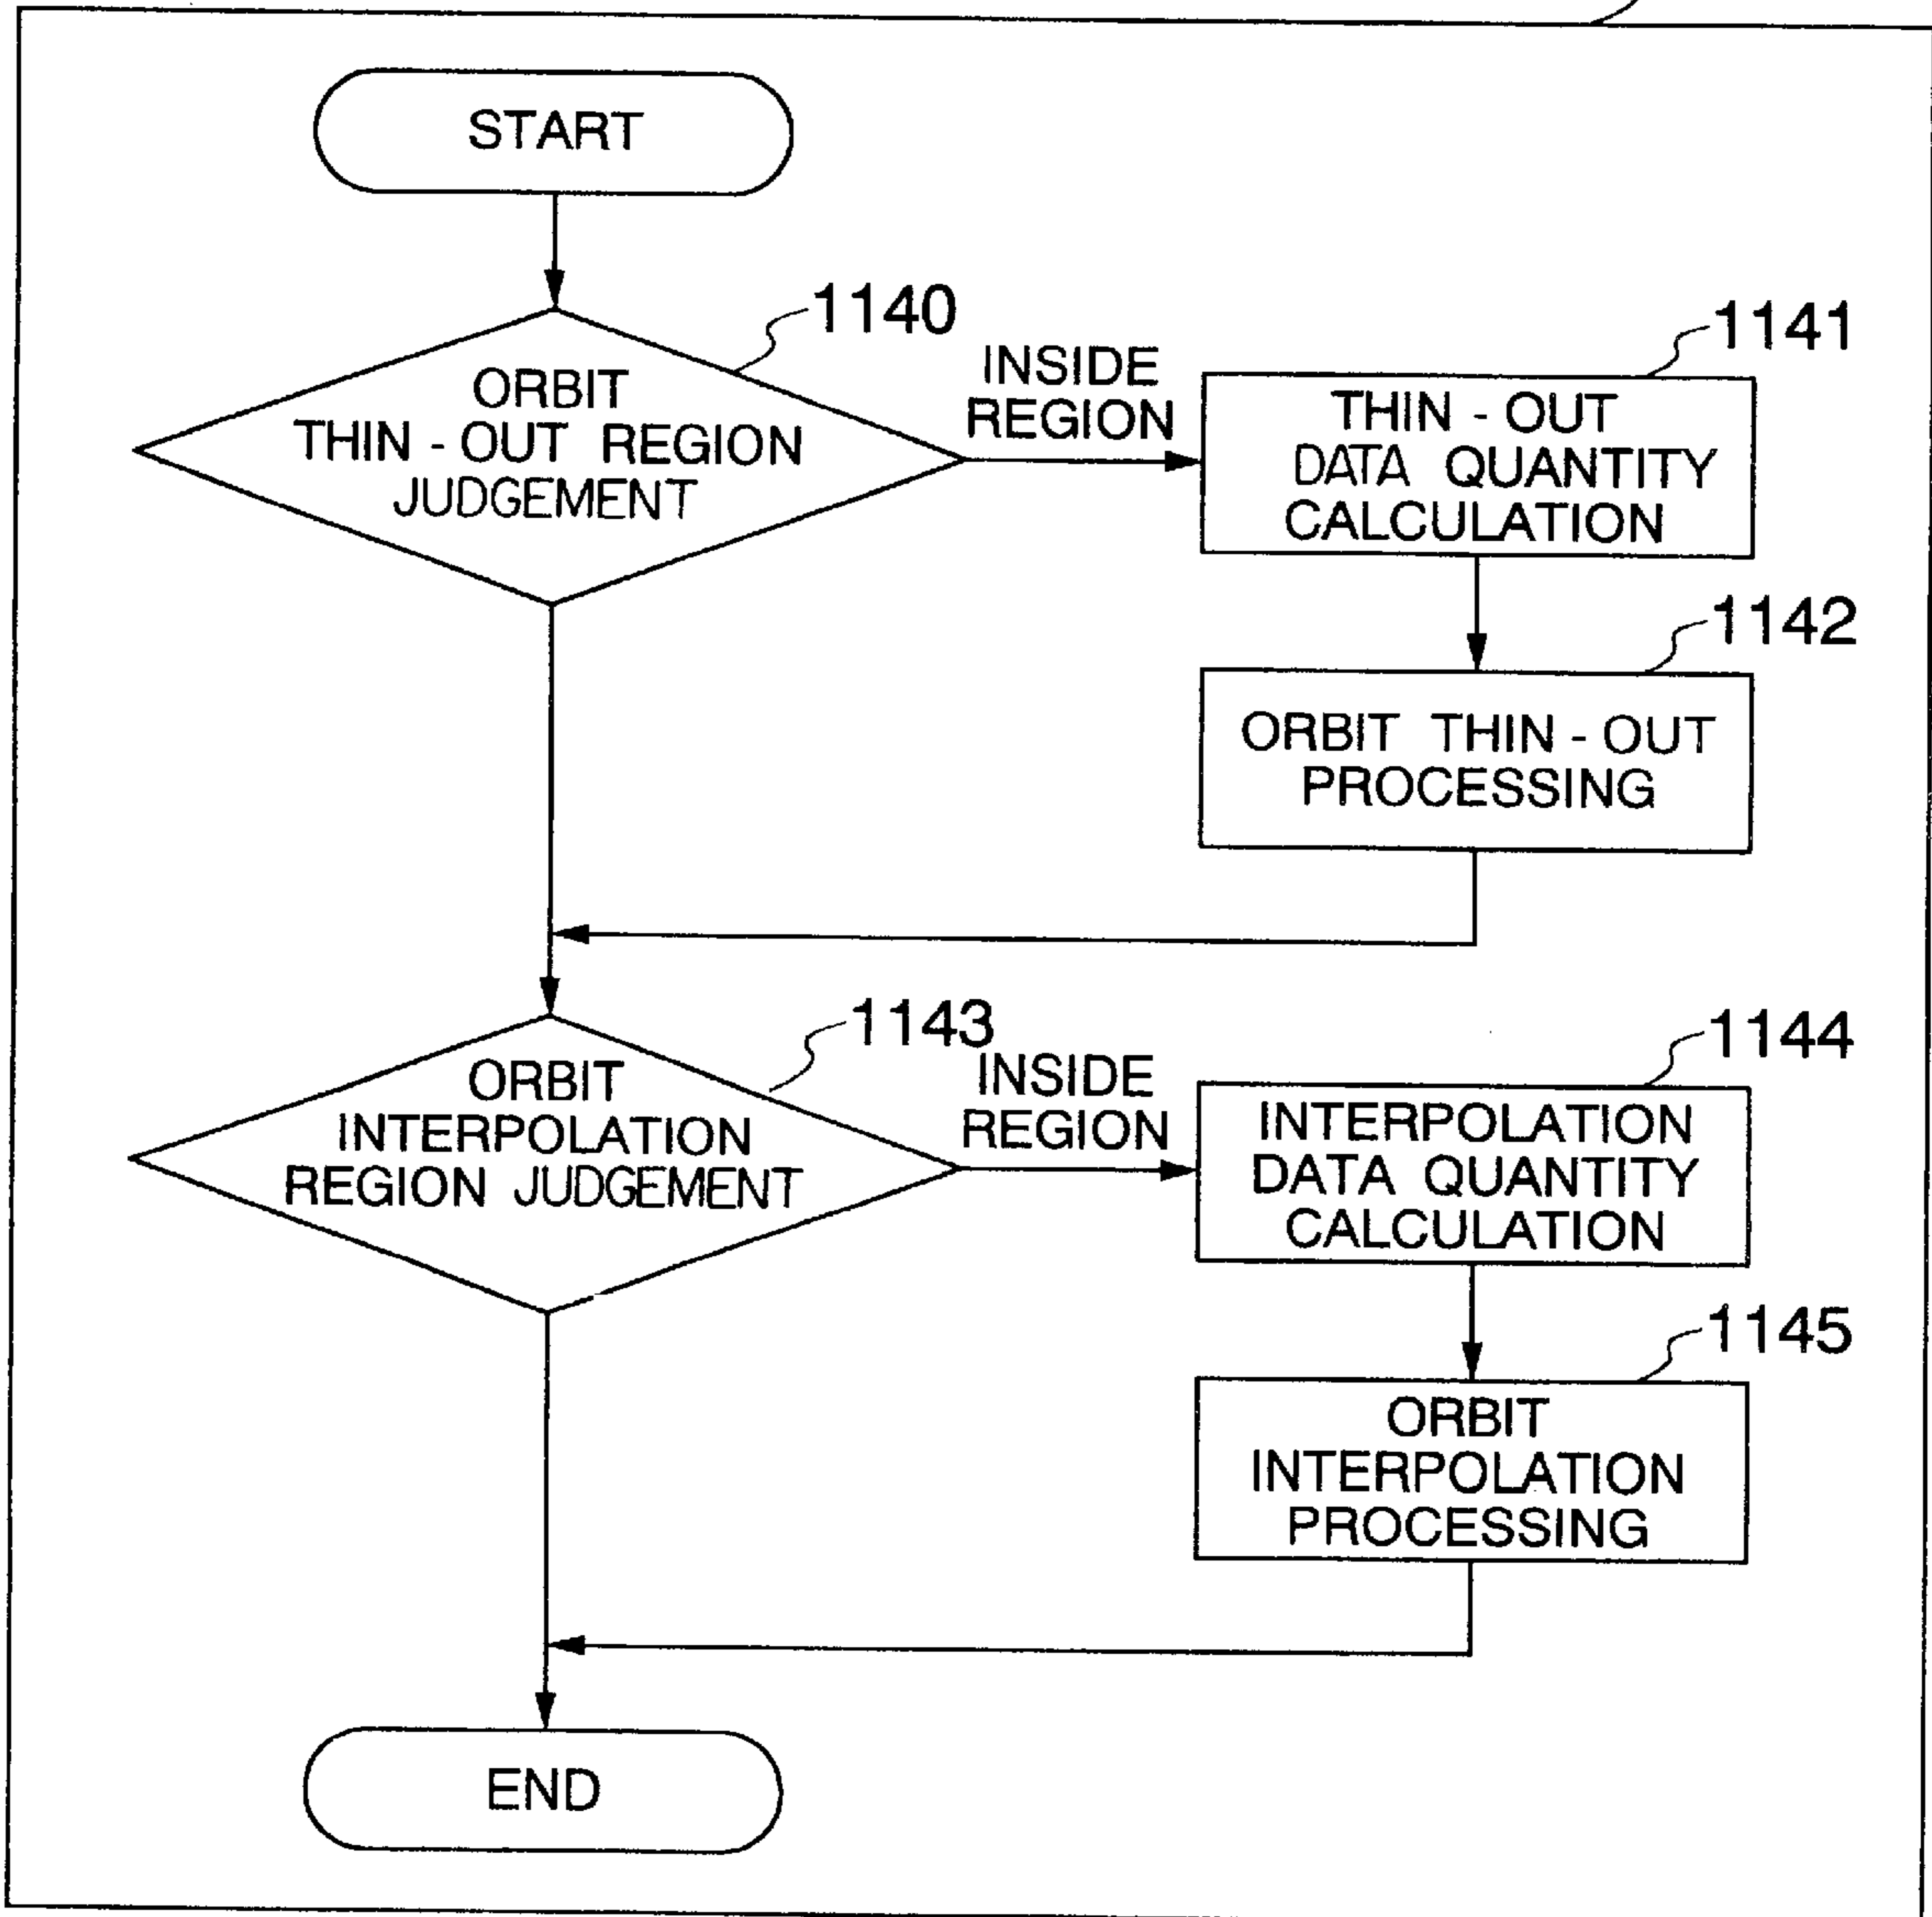 START
1140
ORBIT
THIN - OUT REGION
JUDGEMENT
INSIDE
REGION
1141
THIN - OUT
DATA QUANTITY
CALCULATION
1142
ORBIT THIN - OUT
PROCESSING
1143
ORBIT
INTERPOLATION
REGION JUDGEMENT
INSIDE
REGION
1144
INTERPOLATION
DATA QUANTITY
CALCULATION
1145
ORBIT
INTERPOLATION
PROCESSING
END